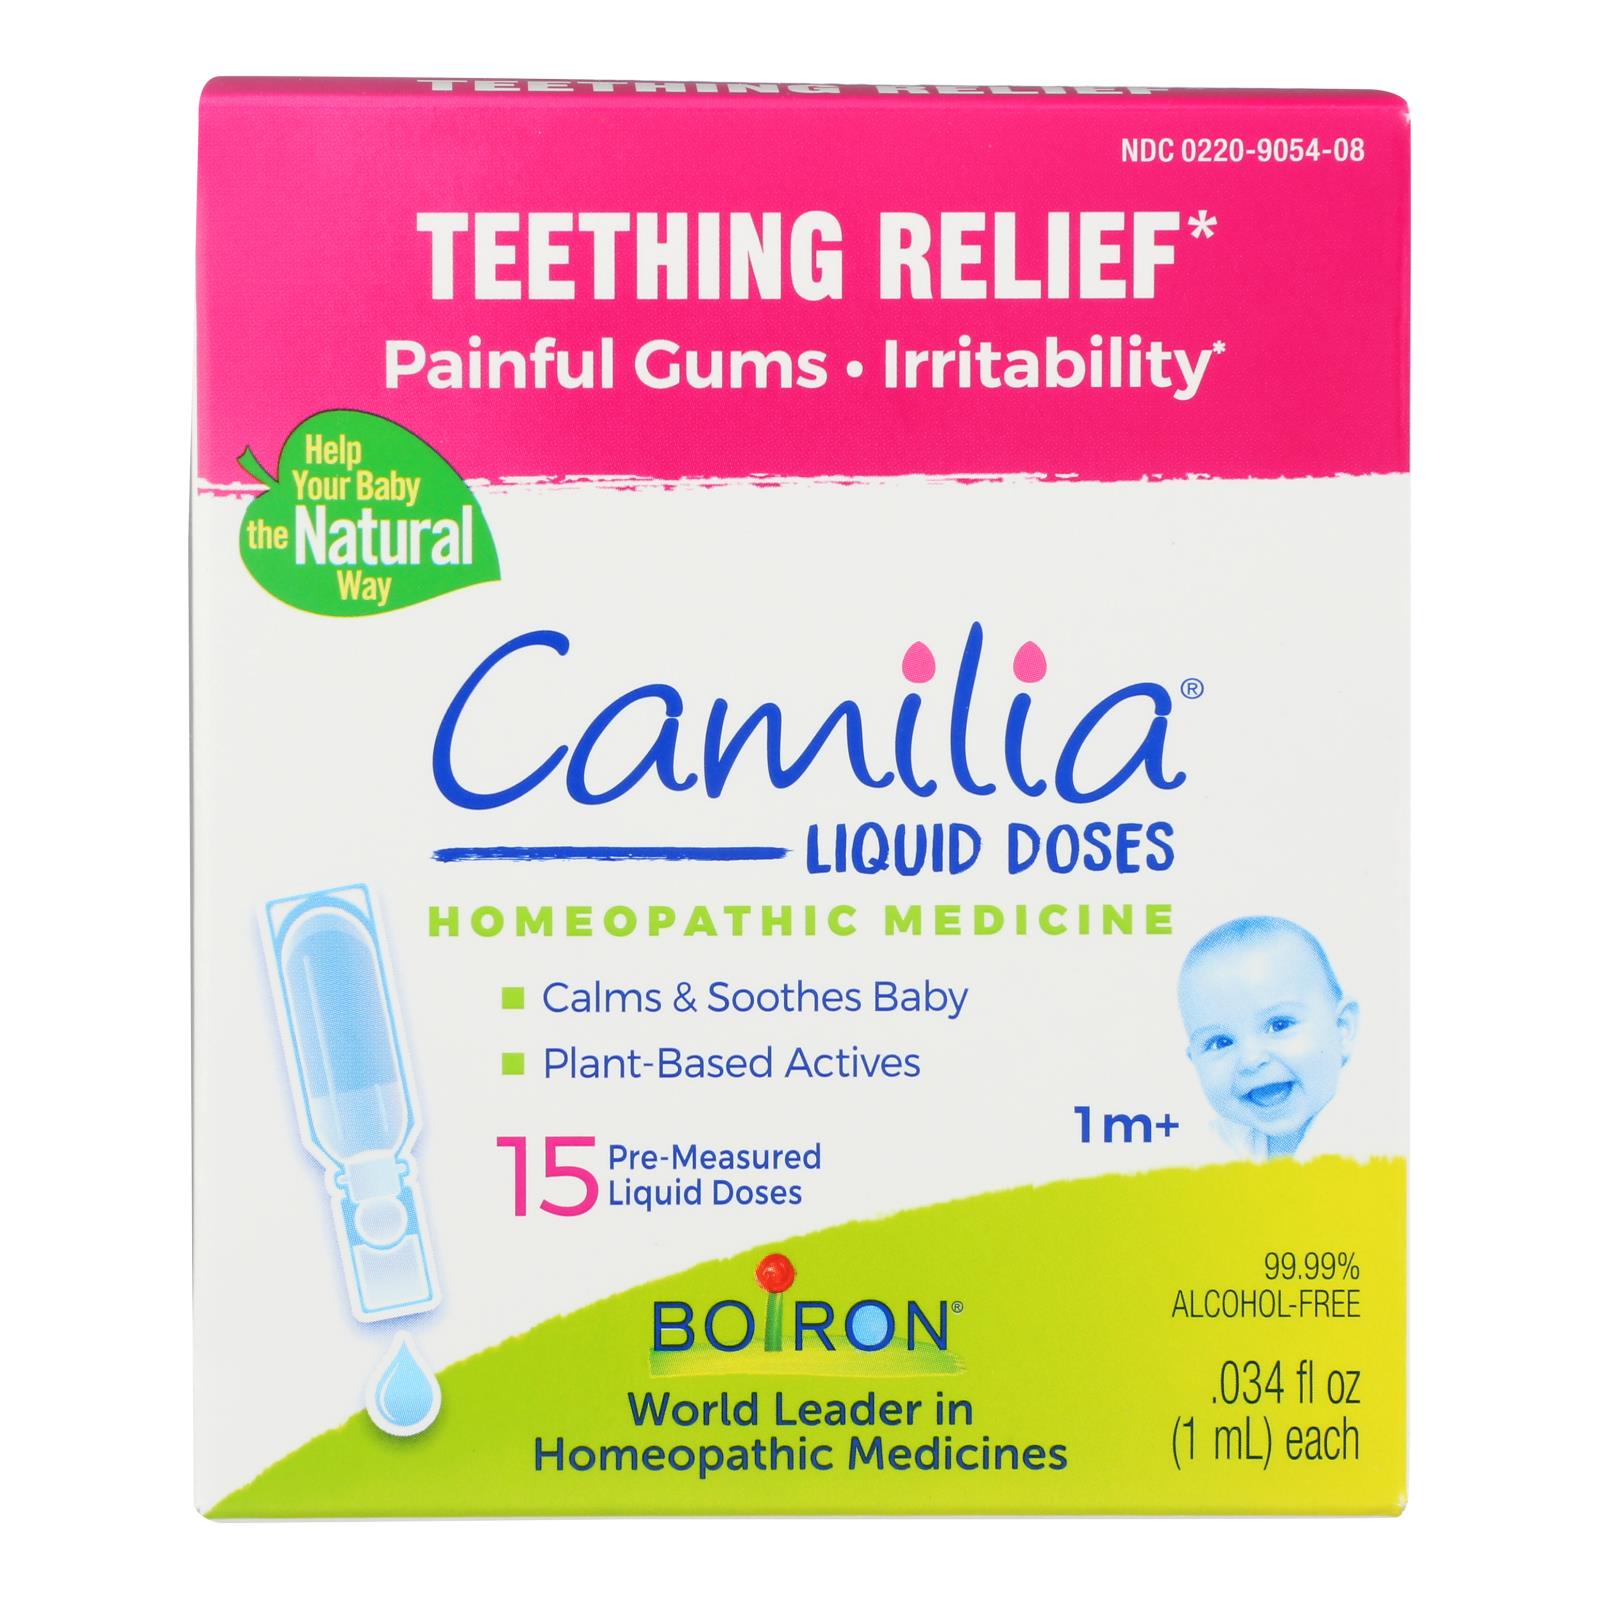 TEETHING RELIEF
NDC 0220-9054-08
TEETHING RELIEF*
Painful Gums • Irritability*
Help
Your Baby
the Natural
Way
Camilia®
LIQUID DOSES
HOMEOPATHIC MEDICINE
Calms & Soothes Baby
Plant-Based Actives
1m+
15 Pre-Measured
Liquid Doses
99.99%
ALCOHOL-FREE
BOIRON®
World Leader in
Homeopathic Medicines
.034 fl oz
(1 mL) each